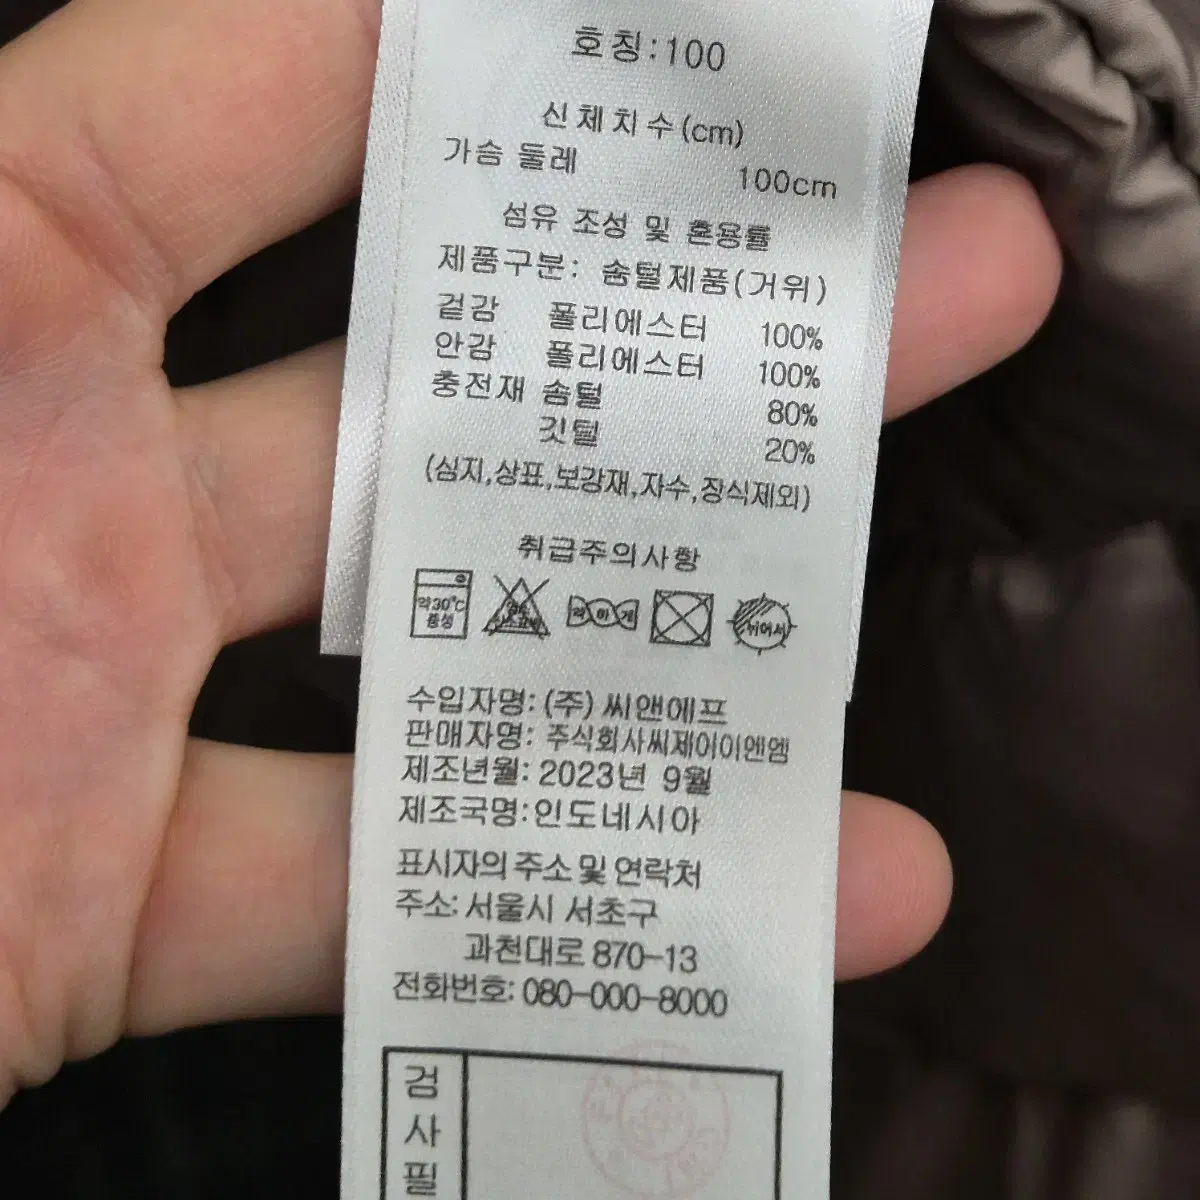 호칭:100
신체치수(cm)
가슴 둘레 100cm
섬유 조성 및 혼용률
제품구분: 솜털제품(거위)
겉감 폴리에스터 100%
안감 폴리에스터 100%
충전재 솜털 80%
깃털 20%
(심지,상표,보강재,자수,장식제외)
취급주의사항
약30℃ 중성
약하게
뉘어서
수입자명: (주) 씨앤에프
판매자명: 주식회사씨제이이엔엠
제조년월: 2023년 9월
제조국명:인도네시아
표시자의 주소 및 연락처
주소: 서울시 서초구
과천대로 870-13
전화번호: 080-000-8000
검
사
필